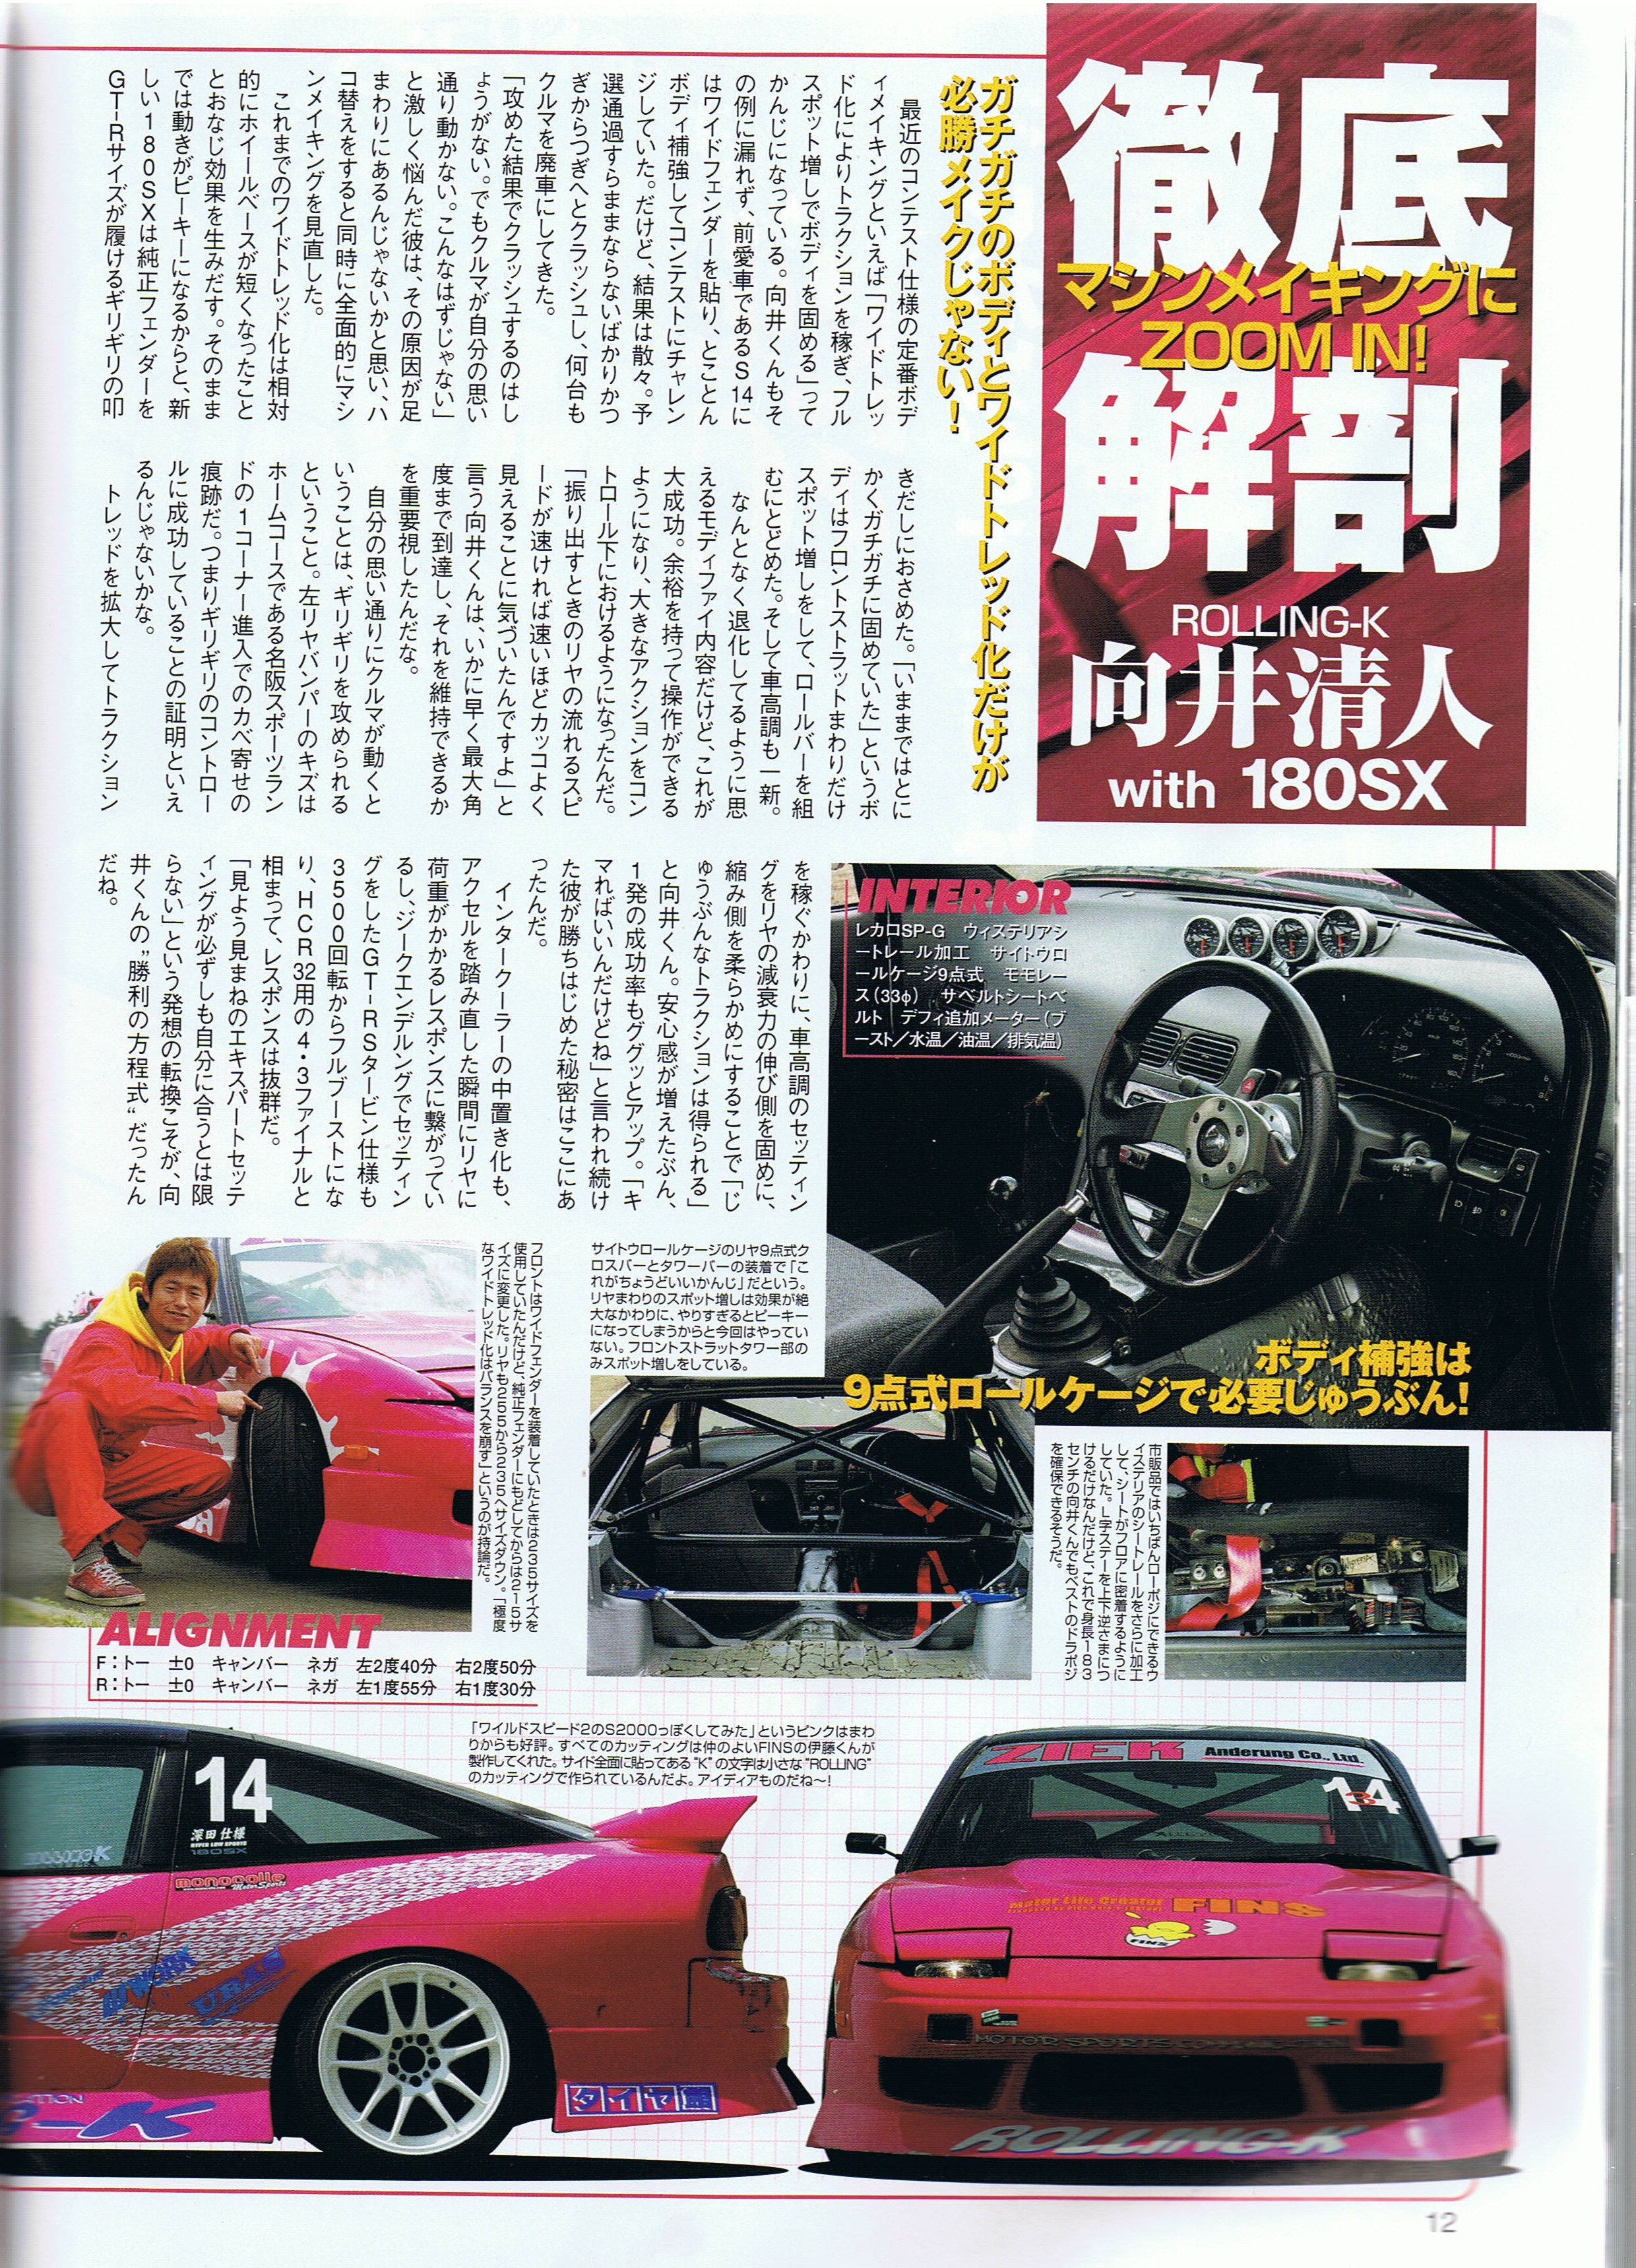 徹底
マシンメイキングに
ZOOM IN!
解剖
ROLLING-K
向井清人
with 180SX
ガチガチのボディとワイドトレッド化だけが
必勝メイクじゃない!
最近のコンテスト仕様の定番ボデ
ィメイキングといえば「ワイドトレッ
ド化によりトラクションを稼ぎ、フル
スポット増しでボディを固める」って
かんじになっている。向井くんもそ
の例に漏れず、前愛車であるS14に
はワイドフェンダーを貼り、とことん
ボディ補強してコンテストにチャレン
ジしていた。だけど、結果は散々。予
選通過すらままならないばかりかつ
ぎからつぎへとクラッシュし、何台も
クルマを廃車にしてきた。
「攻めた結果でクラッシュするのはし
ょうがない。でもクルマが自分の思い
通り動かない。こんなはずじゃない」
と激しく悩んだ彼は、その原因が足
まわりにあるんじゃないかと思い、ハ
コ替えをすると同時に全面的にマシ
ンメイキングを見直した。
これまでのワイドトレッド化は相対
的にホイールベースが短くなったこと
とおなじ効果を生みだす。そのまま
では動きがピーキーになるからと、新
しい180SXは純正フェンダーを
GT-Rサイズが履けるギリギリの叩
きだしにおさめた。「いままではとに
かくガチガチに固めていた」というボ
ディはフロントストラットまわりだけ
スポット増しをして、ロールバーを組
むにとどめた。そして車高調も一新。
なんとなく退化してるように思
えるモディファイ内容だけど、これが
大成功。余裕を持って操作ができる
ようになり、大きなアクションをコン
トロール下におけるようになったんだ。
「振り出すときのリヤの流れるスピ
ードが速ければ速いほどカッコよく
見えることに気づいたんですよ」と
言う向井くんは、いかに早く最大角
度まで到達し、それを維持できるか
を重要視したんだな。
自分の思い通りにクルマが動くと
いうことは、ギリギリを攻められる
ということ。左リヤバンパーのキズは
ホームコースである名阪スポーツラン
ドの1コーナー進入でのカベ寄せの
痕跡だ。つまりギリギリのコントロー
ルに成功していることの証明といえ
るんじゃないかな。
トレッドを拡大してトラクション
を稼ぐかわりに、車高調のセッティン
グをリヤの減衰力の伸び側を固めに、
縮み側を柔らかめにすることで「じ
ゅうぶんなトラクションは得られる」
と向井くん。安心感が増えたぶん、
1発の成功率もググッとアップ。「キ
マればいいんだけどね」と言われ続け
た彼が勝ちはじめた秘密はここにあ
ったんだ。
インタークーラーの中置き化も、
アクセルを踏み直した瞬間にリヤに
荷重がかかるレスポンスに繋がってい
るし、ジークエンデルングでセッティン
グをしたGT-RSタービン仕様も
3500回転からフルブーストにな
り、HCR32用の4・3ファイナルと
相まって、レスポンスは抜群だ。
「見よう見まねのエキスパートセッテ
ィングが必ずしも自分に合うとは限
らない」という発想の転換こそが、向
井くんの"勝利の方程式"だったん
だね。
INTERIOR
レカロSP-G ウィステリアシ
ートレール加工 サイトウロ
ールケージ9点式 モモレー
ス(33φ) サベルトシートベ
ルト デフィ追加メーター(ブ
ースト/水温/油温/排気温)
ボディ補強は
9点式ロールケージで必要じゅうぶん!
サイトウロールケージのリヤ9点式ク
ロスバーとタワーバーの装着で「こ
れがちょうどいいかんじ」だという。
リヤまわりのスポット増しは効果が絶
大なかわりに、やりすぎるとピーキー
になってしまうからと今回はやってい
ない。フロントストラットタワー部の
みスポット増しをしている。
市販品ではいちばんローポジにできるウ
ィステリアのシートレールをさらに加工
して、シートがフロアに密着するように
していた。L字ステーを上下逆さまにつ
けるだけなんだけど、これで身長183
センチの向井くんでもベストのドラポジ
を確保できるそうだ。
フロントはワイドフェンダーを装着していたときは235サイズを
使用していたんだけど、純正フェンダーにもどしてからは215サ
イズに変更した。リヤも255から235へサイズダウン。「極度
なワイドトレッド化はバランスを崩す」というのが持論だ。
ALIGNMENT
F:トー ±0 キャンバー ネガ 左2度40分 右2度50分
R:トー ±0 キャンバー ネガ 左1度55分 右1度30分
「ワイルドスピード2のS2000っぽくしてみた」というピンクはまわ
りからも好評。すべてのカッティングは仲のよいFINSの伊藤くんが
製作してくれた。サイド全面に貼ってある"K"の文字は小さな"ROLLING"
のカッティングで作られているんだよ。アイディアものだね〜!
14
深田仕様
HYPER LOW SPORTS
180SX
monocolle
MotorSports
WORK
URAS
タイヤ館
ZIEK Anderung Co., Ltd.
Motor Life Creator FINS
FINS
ROLLING-K
12